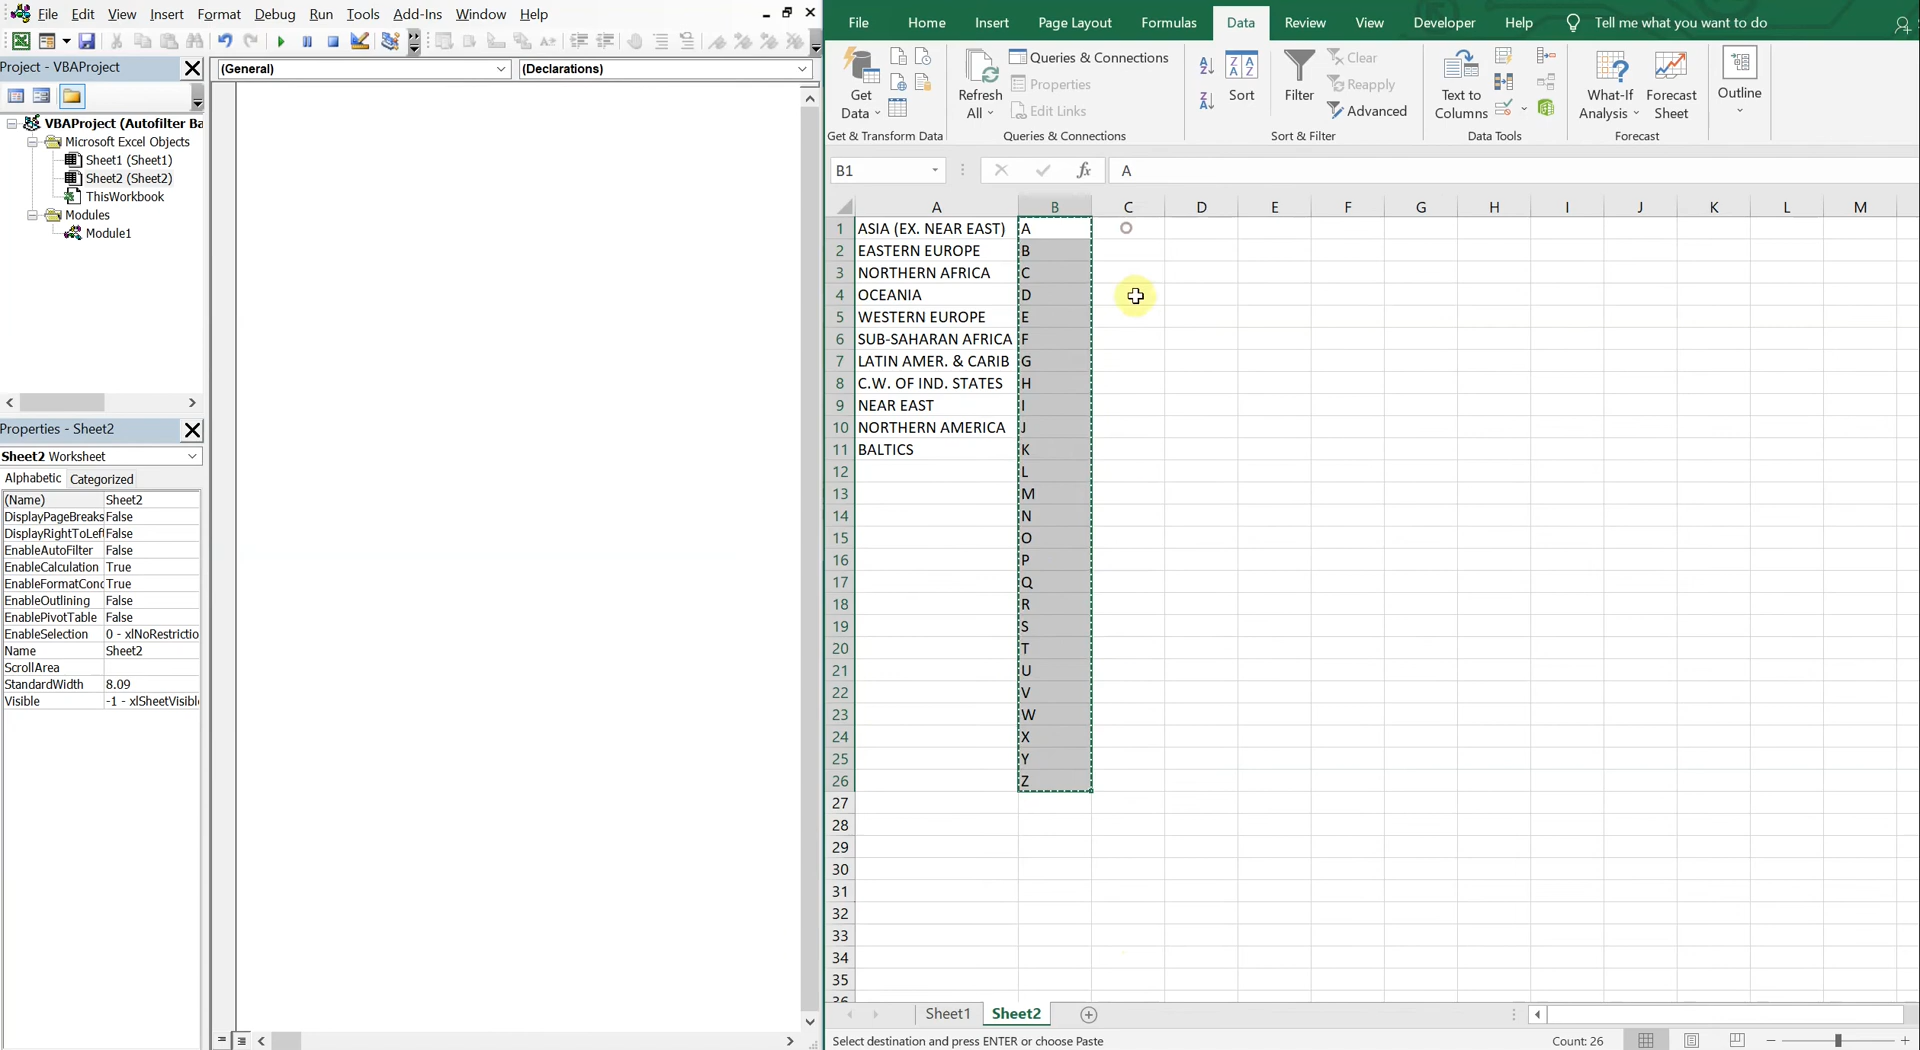 File Edit View Insert Format Debug Run Tools Add-Ins Window Help
Project - VBAProject
(General)
(Declarations)
VBAProject (Autofilter Ba
Microsoft Excel Objects
Sheet1 (Sheet1)
Sheet2 (Sheet2)
ThisWorkbook
Modules
Module1
Properties - Sheet2
Sheet2 Worksheet
Alphabetic Categorized
(Name) Sheet2
DisplayPageBreaks False
DisplayRightToLeft False
EnableAutoFilter False
EnableCalculation True
EnableFormatConc True
EnableOutlining False
EnablePivotTable False
EnableSelection 0 - xlNoRestrictio
Name Sheet2
ScrollArea
StandardWidth 8.09
Visible -1 - xlSheetVisibl
File Home Insert Page Layout Formulas Data Review View Developer Help Tell me what you want to do
Get Data
Refresh All
Queries & Connections
Properties
Edit Links
Sort
Filter
Clear
Reapply
Advanced
Text to Columns
What-If Analysis
Forecast Sheet
Outline
Get & Transform Data
Queries & Connections
Sort & Filter
Data Tools
Forecast
B1
fx
A
A B C D E F G H I J K L M
1 ASIA (EX. NEAR EAST) A
2 EASTERN EUROPE B
3 NORTHERN AFRICA C
4 OCEANIA D
5 WESTERN EUROPE E
6 SUB-SAHARAN AFRICA F
7 LATIN AMER. & CARIB G
8 C.W. OF IND. STATES H
9 NEAR EAST I
10 NORTHERN AMERICA J
11 BALTICS K
12 L
13 M
14 N
15 O
16 P
17 Q
18 R
19 S
20 T
21 U
22 V
23 W
24 X
25 Y
26 Z
27
28
29
30
31
32
33
34
35
36
Sheet1 Sheet2
Select destination and press ENTER or choose Paste
Count: 26